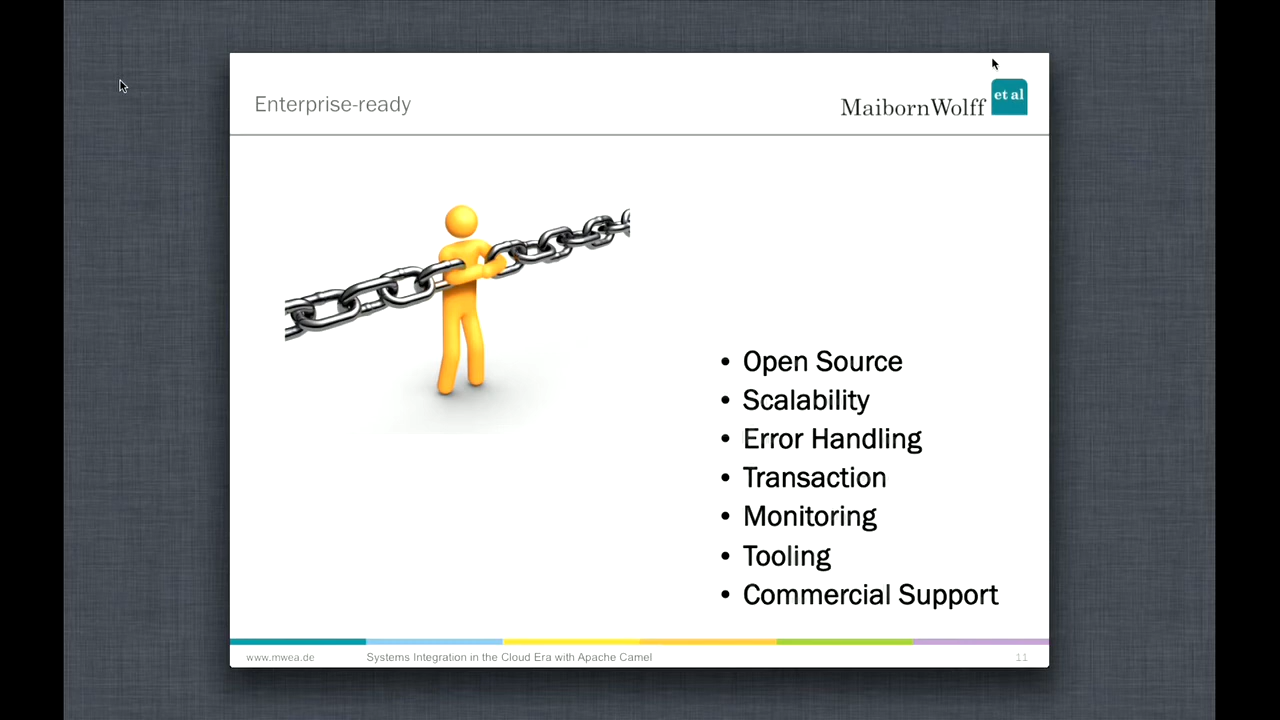 Enterprise-ready
MaibornWolff et al
• Open Source
• Scalability
• Error Handling
• Transaction
• Monitoring
• Tooling
• Commercial Support
www.mwea.de
Systems Integration in the Cloud Era with Apache Camel
11